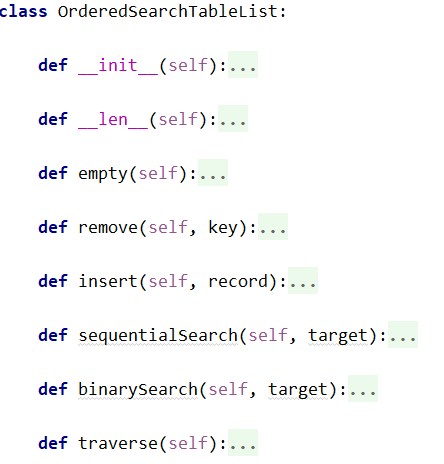 class OrderedSearchTableList:
def __init__(self):...
def __len__(self):...
def empty(self):...
def remove(self, key):...
def insert(self, record):...
def sequentialSearch(self, target):...
def binarySearch(self, target):...
def traverse(self):...